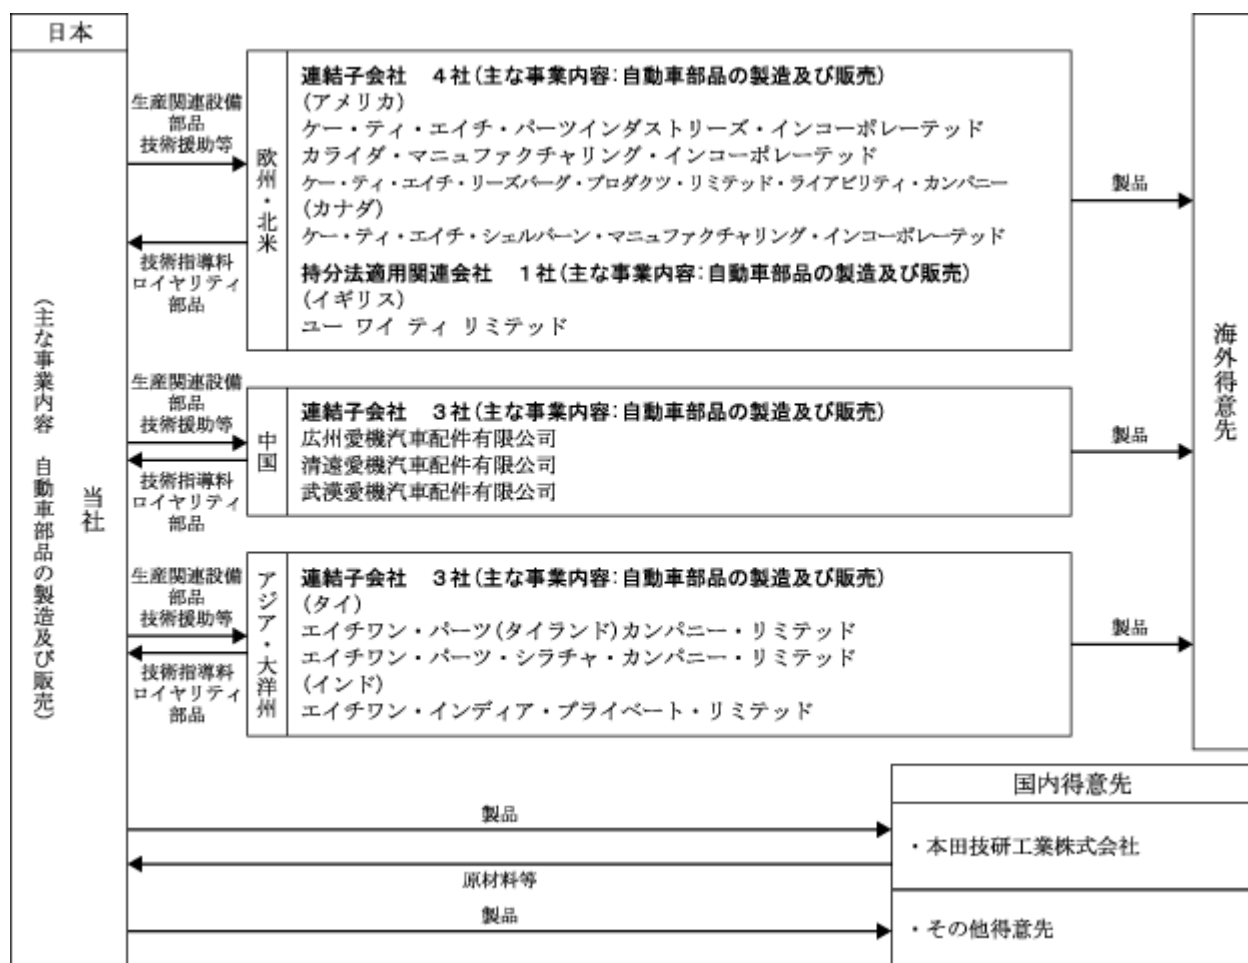 日本
(主な事業内容 自動車部品の製造及び販売)
当社
生産関連設備
部品
技術援助等
技術指導料
ロイヤリティ
部品
欧州・北米
連結子会社 4社(主な事業内容:自動車部品の製造及び販売)
(アメリカ)
ケー・ティ・エイチ・パーツインダストリーズ・インコーポレーテッド
カライダ・マニュファクチャリング・インコーポレーテッド
ケー・ティ・エイチ・リーズバーグ・プロダクツ・リミテッド・ライアビリティ・カンパニー
(カナダ)
ケー・ティ・エイチ・シェルバーン・マニュファクチャリング・インコーポレーテッド
持分法適用関連会社 1社(主な事業内容:自動車部品の製造及び販売)
(イギリス)
ユー ワイ ティ リミテッド
製品
生産関連設備
部品
技術援助等
技術指導料
ロイヤリティ
部品
中国
連結子会社 3社(主な事業内容:自動車部品の製造及び販売)
広州愛機汽車配件有限公司
清遠愛機汽車配件有限公司
武漢愛機汽車配件有限公司
製品
生産関連設備
部品
技術援助等
技術指導料
ロイヤリティ
部品
アジア・大洋州
連結子会社 3社(主な事業内容:自動車部品の製造及び販売)
(タイ)
エイチワン・パーツ(タイランド)カンパニー・リミテッド
エイチワン・パーツ・シラチャ・カンパニー・リミテッド
(インド)
エイチワン・インディア・プライベート・リミテッド
製品
海外得意先
国内得意先
製品
・本田技研工業株式会社
原材料等
製品
・その他得意先